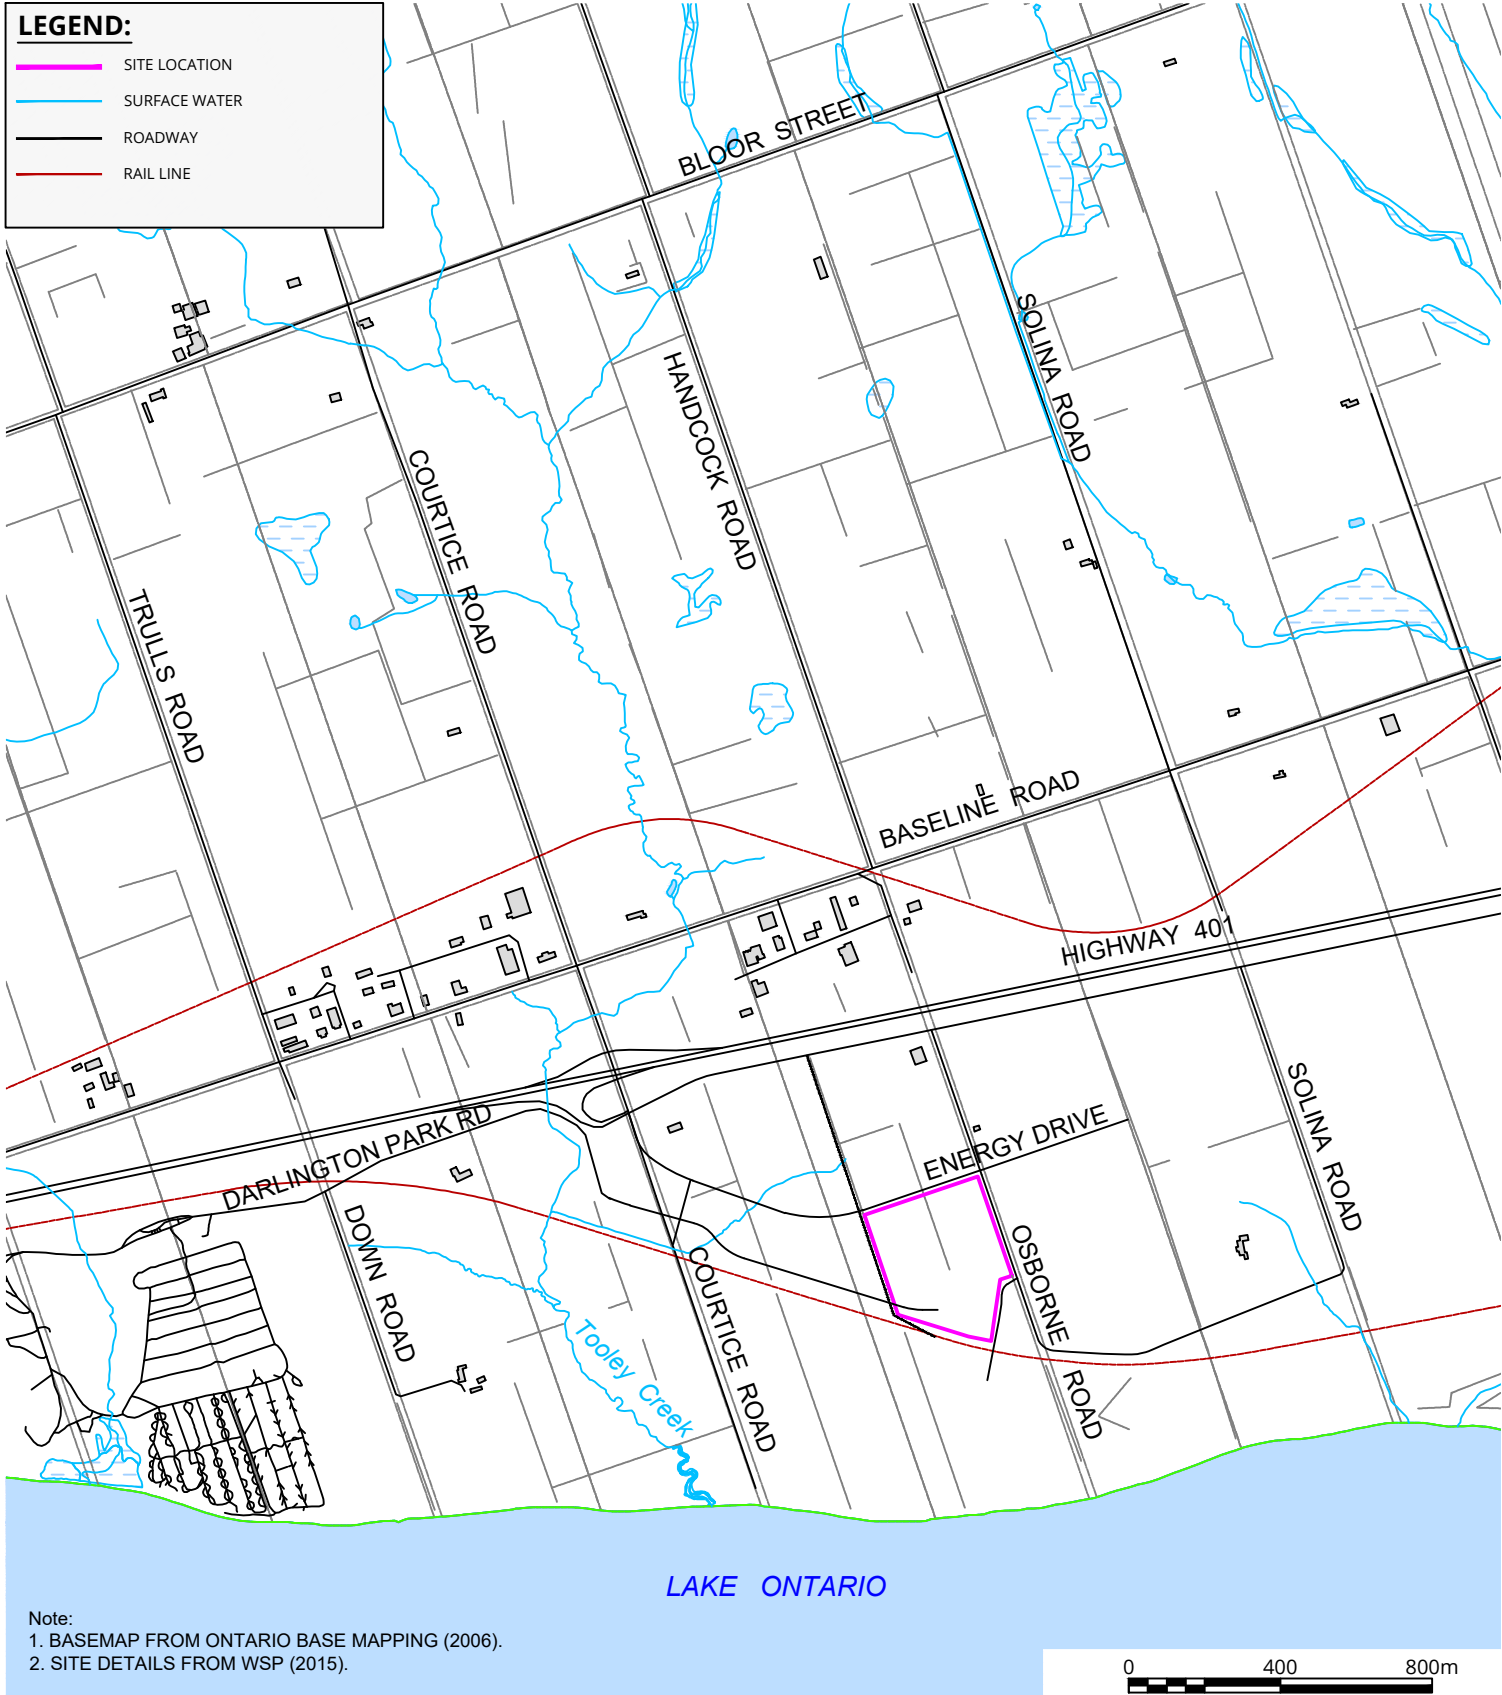 LEGEND:
SITE LOCATION
SURFACE WATER
ROADWAY
RAIL LINE
BLOOR STREET
SOLINA ROAD
HANDCOCK ROAD
COURTICE ROAD
TRULLS ROAD
BASELINE ROAD
HIGHWAY 401
DARLINGTON PARK RD
ENERGY DRIVE
SOLINA ROAD
DOWN ROAD
COURTICE ROAD
OSBORNE ROAD
Tooley Creek
LAKE ONTARIO
Note:
1. BASEMAP FROM ONTARIO BASE MAPPING (2006).
2. SITE DETAILS FROM WSP (2015).
0 400 800m